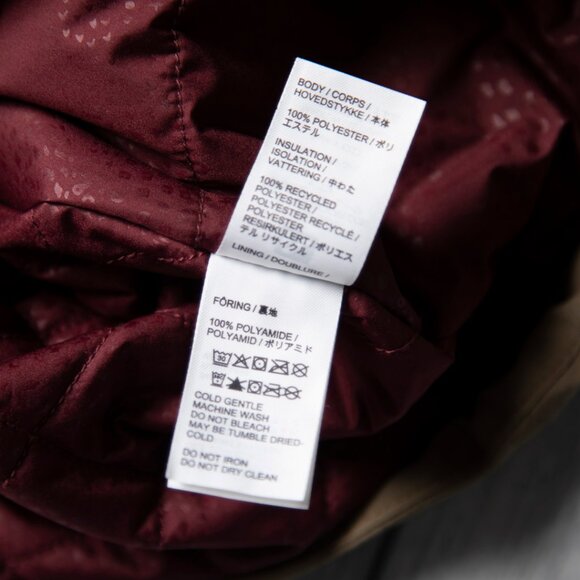 BODY / CORPS /
HOVEDSTYKKE / 本体
100% POLYESTER / ポリ
エステル
INSULATION /
ISOLATION /
VATTERING / 中わた
100% RECYCLED
POLYESTER /
POLYESTER RECYCLÉ /
POLYESTER
RESIRKULERT / ポリエス
テル リサイクル
LINING / DOUBLURE /
FÔRING / 裏地
100% POLYAMIDE /
POLYAMID / ポリアミド
30
COLD GENTLE
MACHINE WASH
DO NOT BLEACH
MAY BE TUMBLE DRIED-
COLD
DO NOT IRON
DO NOT DRY CLEAN